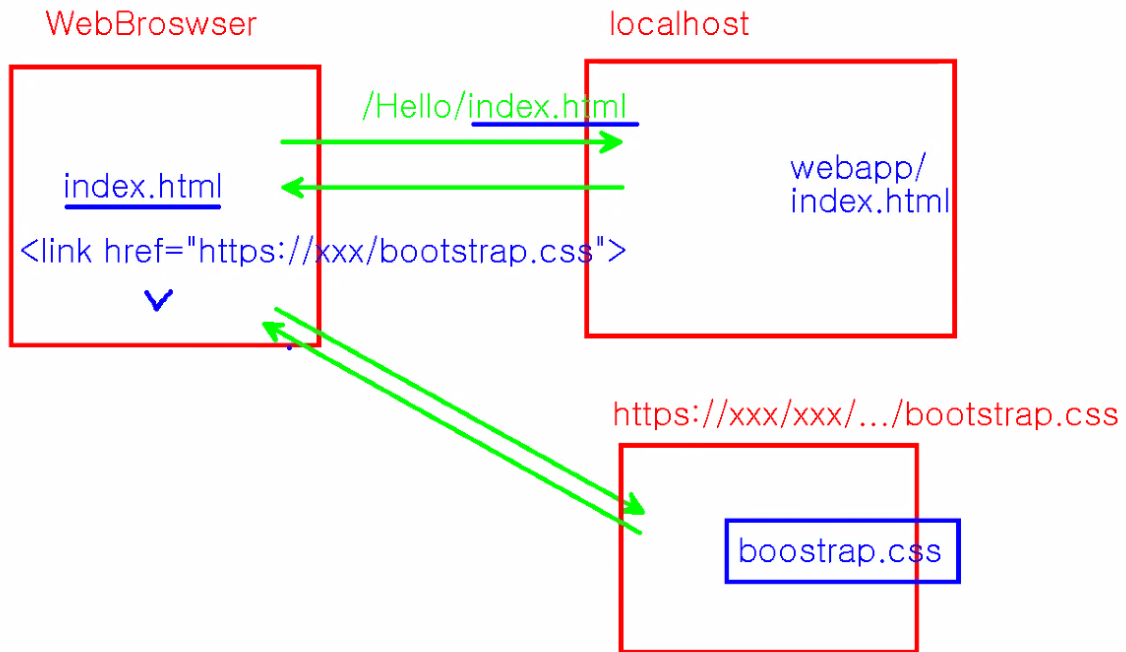 WebBroswser
localhost
/Hello/index.html
index.html
webapp/
index.html
<link href="https://xxx/bootstrap.css">
https://xxx/xxx/.../bootstrap.css
boostrap.css